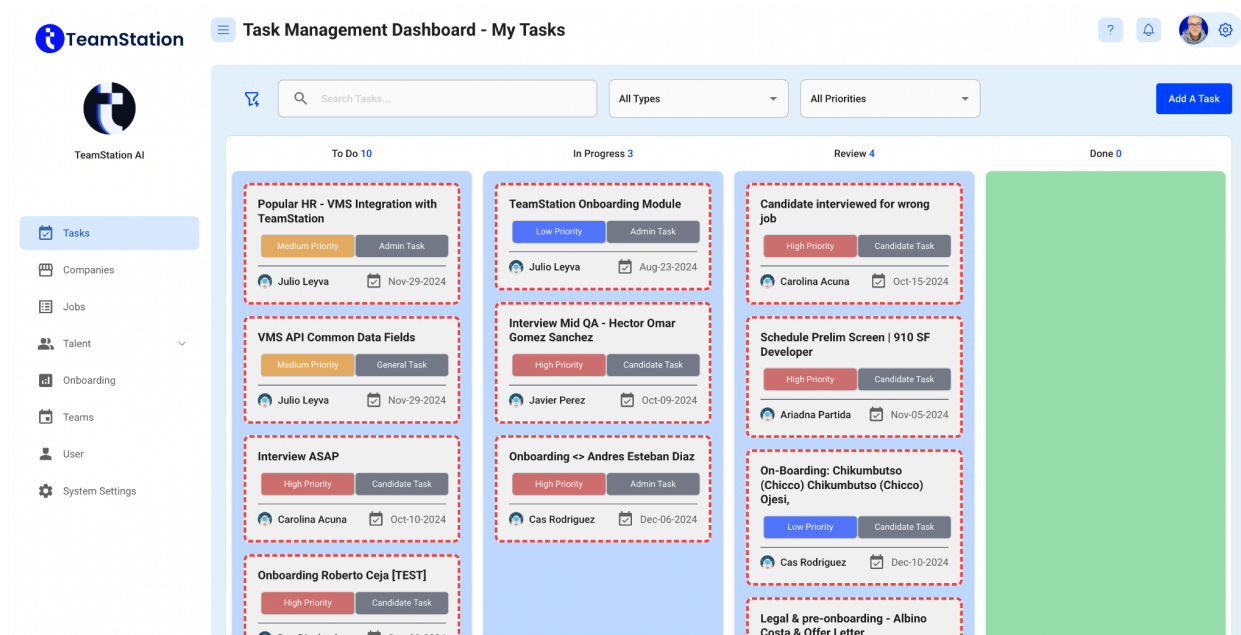 TeamStation
Task Management Dashboard - My Tasks
?
TeamStation AI
Tasks
Companies
Jobs
Talent
Onboarding
Teams
User
System Settings
Search Tasks...
All Types
All Priorities
Add A Task
To Do 10
In Progress 3
Review 4
Done 0
Popular HR - VMS Integration with
TeamStation
Medium Priority
Admin Task
Julio Leyva
Nov-29-2024
VMS API Common Data Fields
Medium Priority
General Task
Julio Leyva
Nov-29-2024
Interview ASAP
High Priority
Candidate Task
Carolina Acuna
Oct-10-2024
Onboarding Roberto Ceja [TEST]
High Priority
Candidate Task
TeamStation Onboarding Module
Low Priority
Admin Task
Julio Leyva
Aug-23-2024
Interview Mid QA - Hector Omar
Gomez Sanchez
High Priority
Candidate Task
Javier Perez
Oct-09-2024
Onboarding <> Andres Esteban Diaz
High Priority
Admin Task
Cas Rodriguez
Dec-06-2024
Candidate interviewed for wrong
job
High Priority
Candidate Task
Carolina Acuna
Oct-15-2024
Schedule Prelim Screen | 910 SF
Developer
High Priority
Candidate Task
Ariadna Partida
Nov-05-2024
On-Boarding: Chikumbutso
(Chicco) Chikumbutso (Chicco)
Ojesi,
Low Priority
Candidate Task
Cas Rodriguez
Dec-10-2024
Legal & pre-onboarding - Albino
Costa & Offer Letter